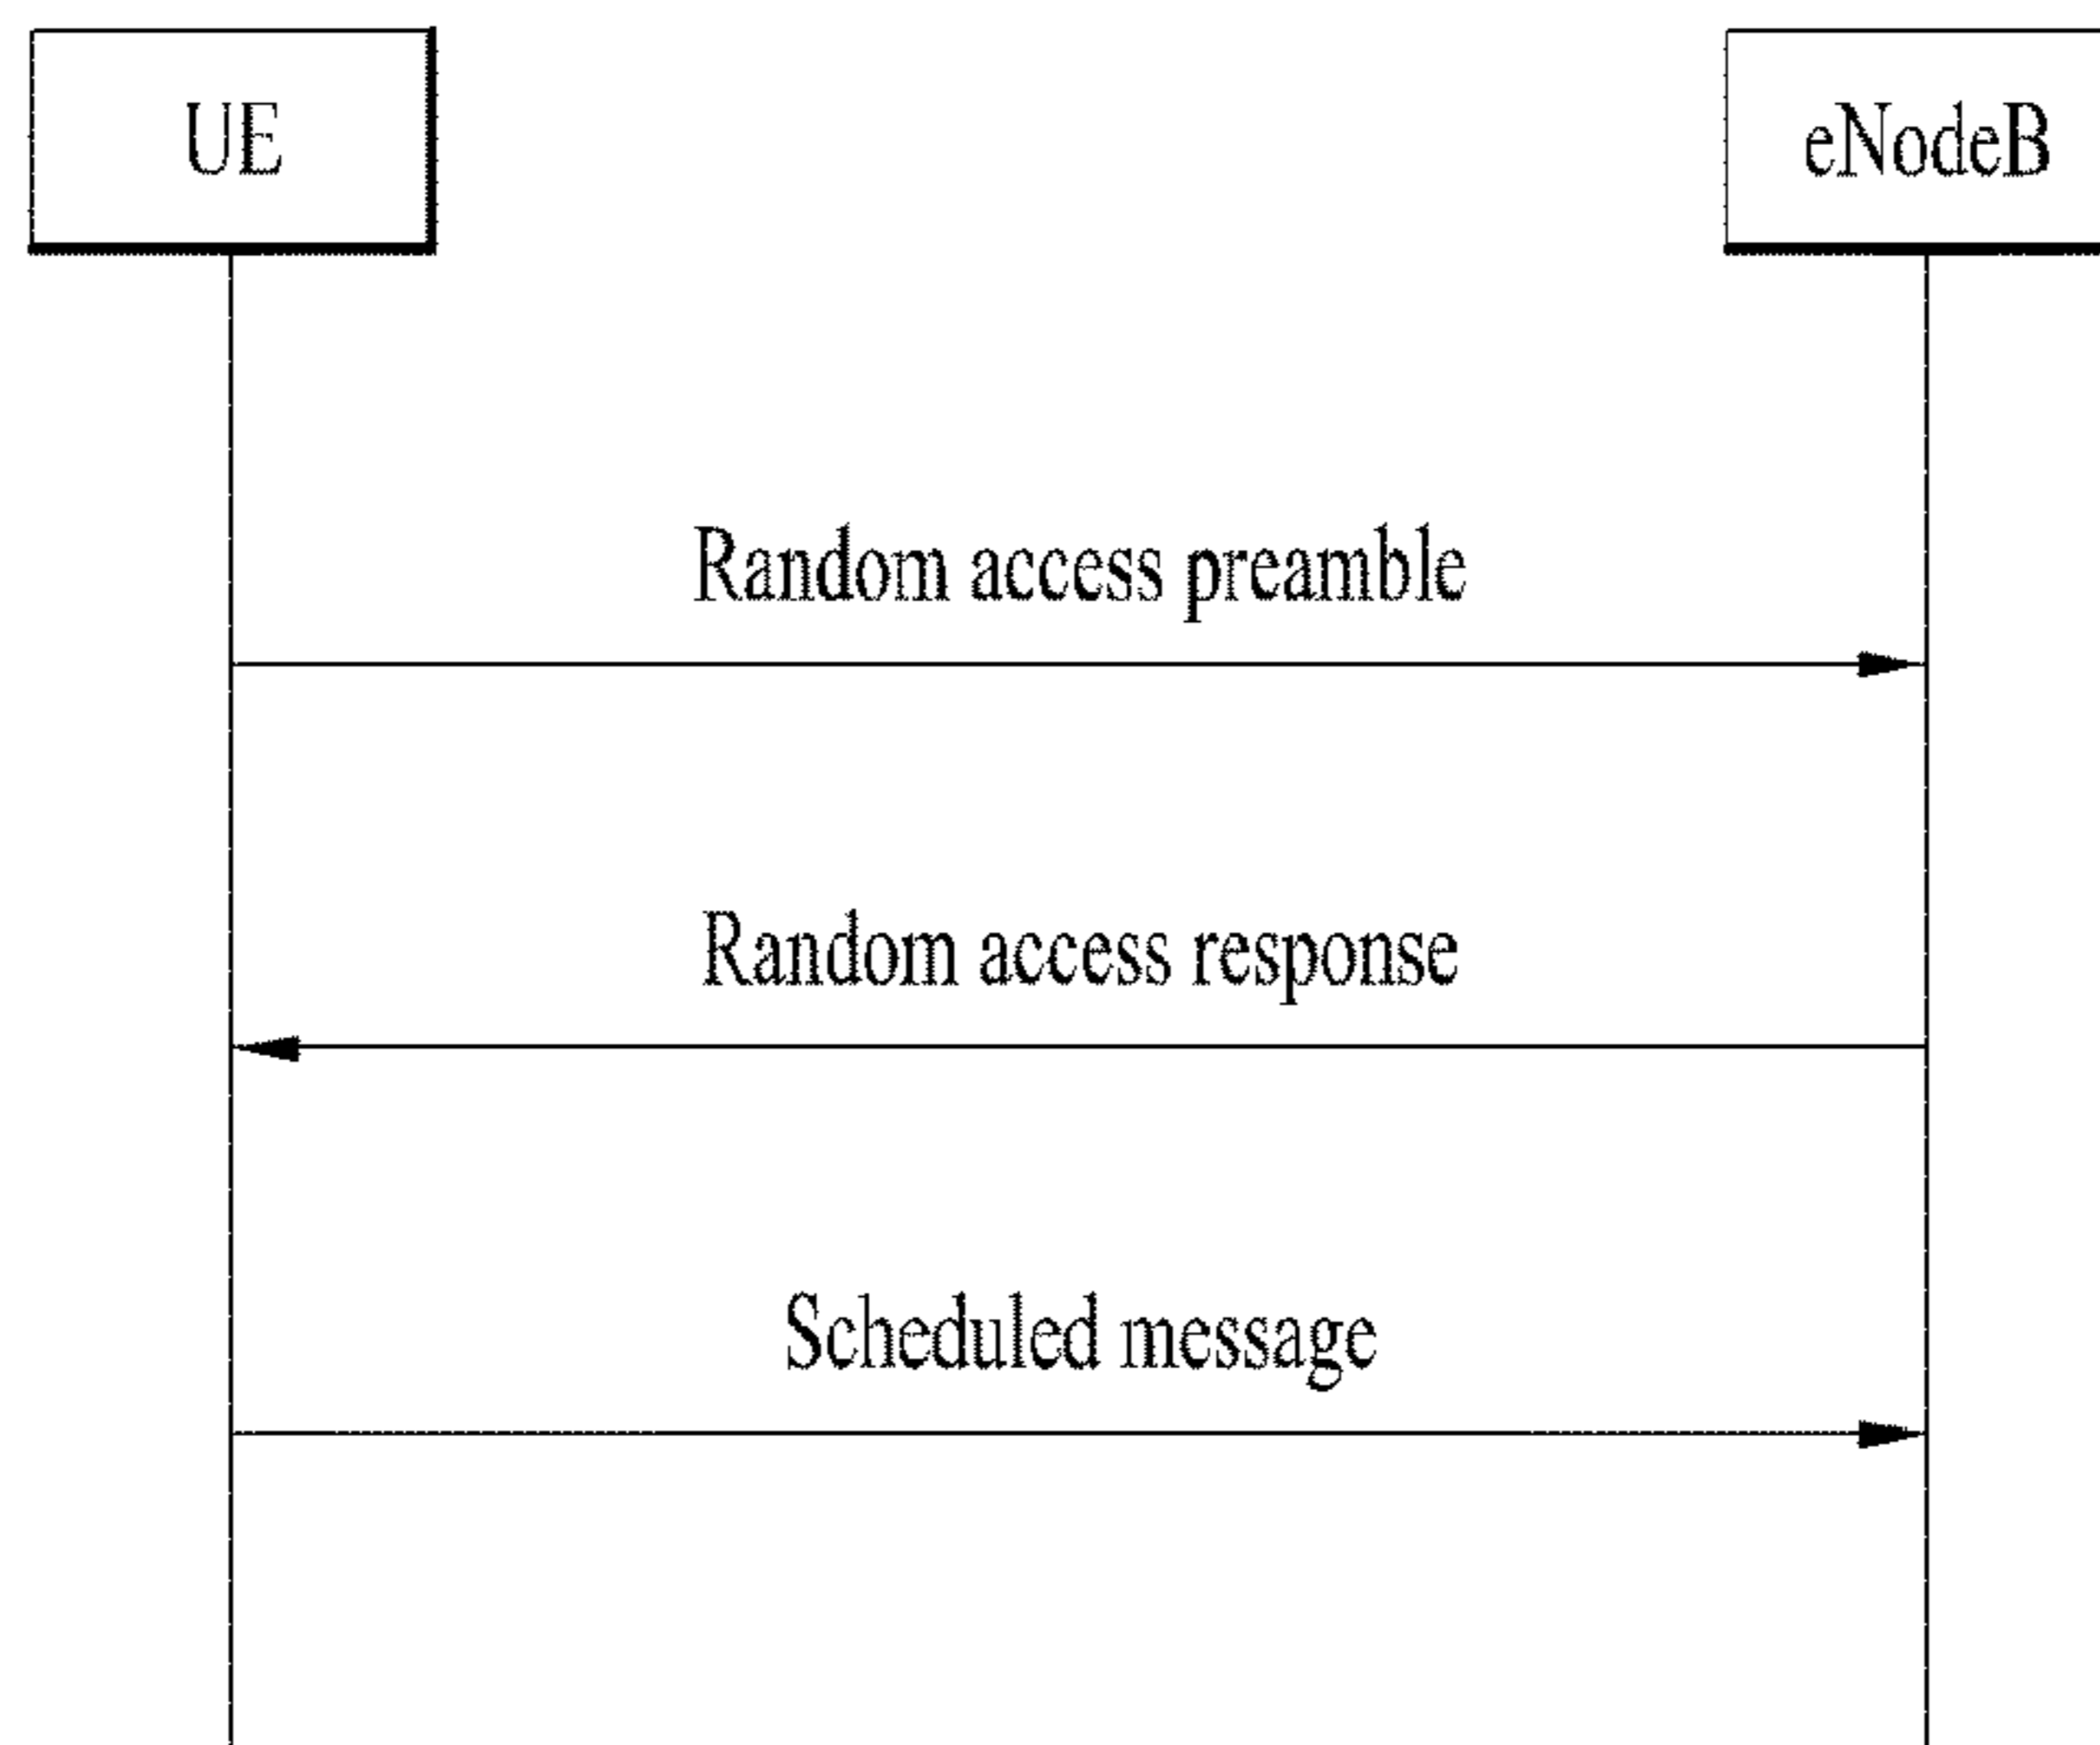 UE
eNodeB
Random access preamble
Random access response
Scheduled message